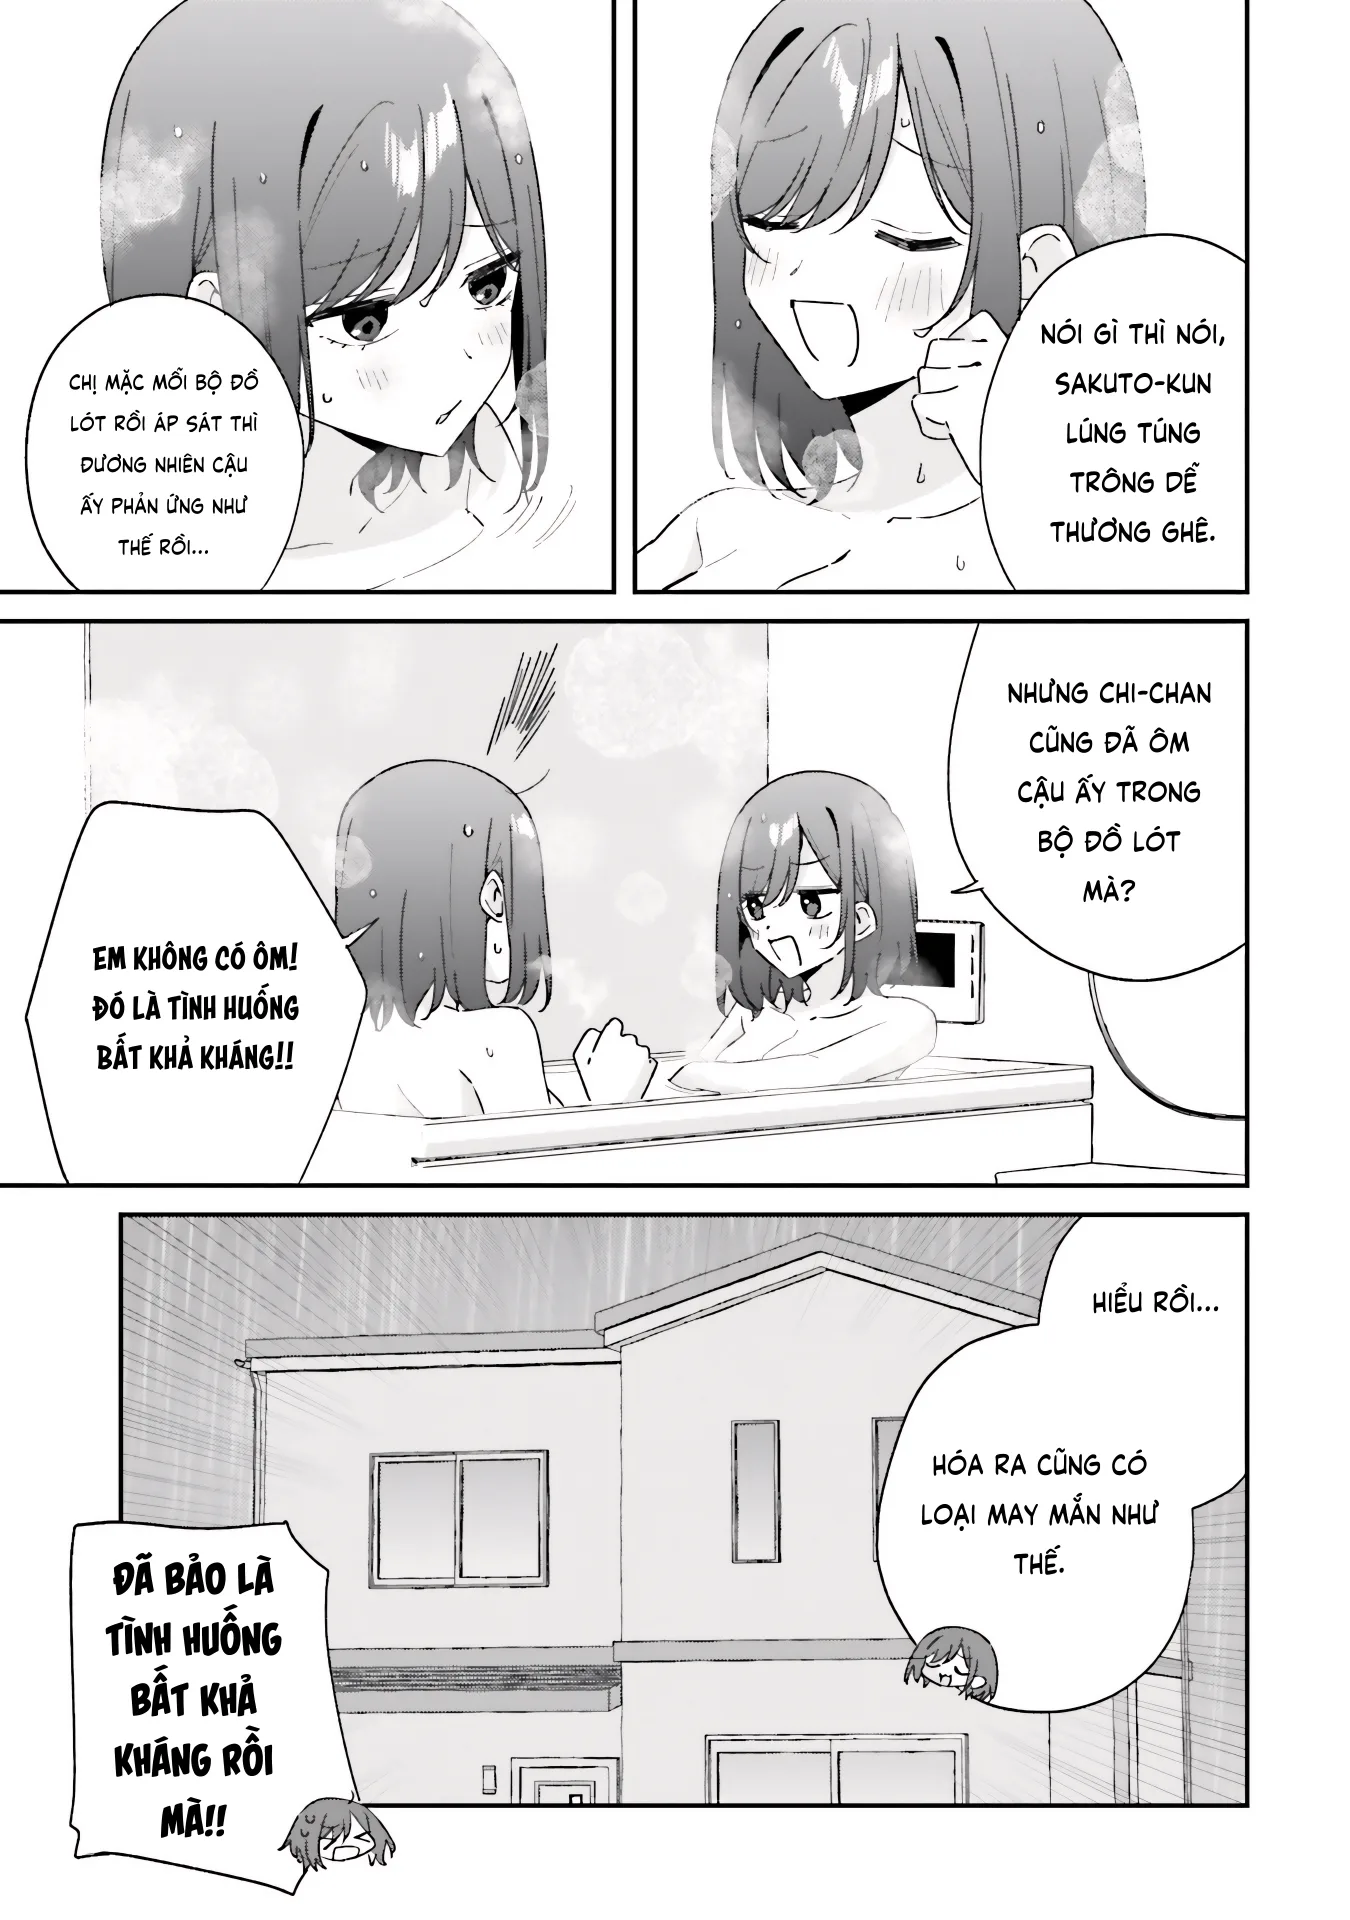 NÓI GÌ THÌ NÓI,
SAKUTO-KUN
LÚNG TÚNG
TRÔNG DỄ
THƯƠNG GHÊ.
CHỊ MẶC MỖI BỘ ĐỒ
LÓT RỒI ÁP SÁT THÌ
ĐƯƠNG NHIÊN CẬU
ẤY PHẢN ỨNG NHƯ
THẾ RỒI...
NHƯNG CHI-CHAN
CŨNG ĐÃ ÔM
CẬU ẤY TRONG
BỘ ĐỒ LÓT
MÀ?
EM KHÔNG CÓ ÔM!
ĐÓ LÀ TÌNH HUỐNG
BẤT KHẢ KHÁNG!!
HIỂU RỒI...
HÓA RA CŨNG CÓ
LOẠI MAY MẮN NHƯ
THẾ.
ĐÃ BẢO LÀ
TÌNH HUỐNG
BẤT KHẢ
KHÁNG RỒI
MÀ!!